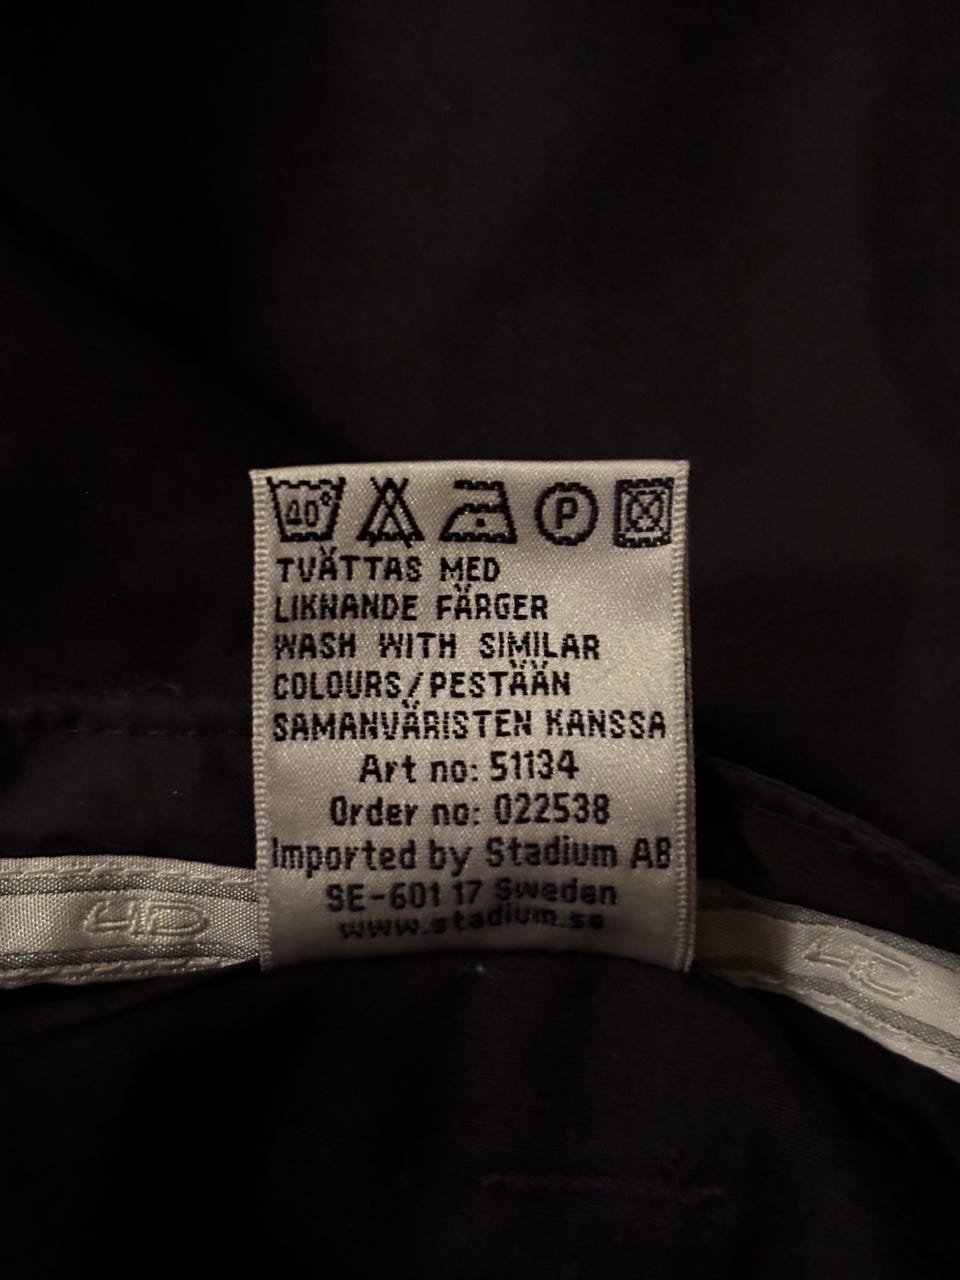 40°
P
TVÄTTAS MED
LIKNANDE FÄRGER
WASH WITH SIMILAR
COLOURS/PESTÄÄN
SAMANVÄRISTEN KANSSA
Art no: 51134
Order no: 022538
Imported by Stadium AB
SE-601 17 Sweden
www.stadium.se